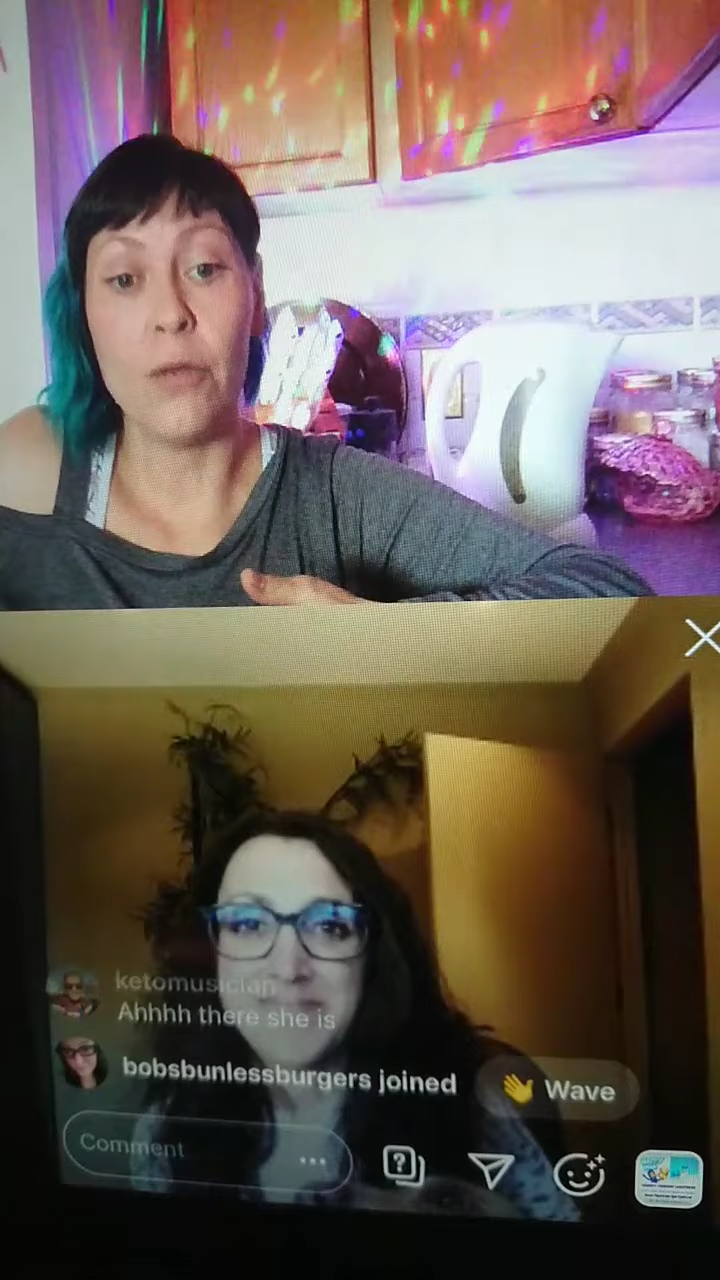 ketomusician
Ahhhh there she is
bobsbunlessburgers joined
👋 Wave
Comment